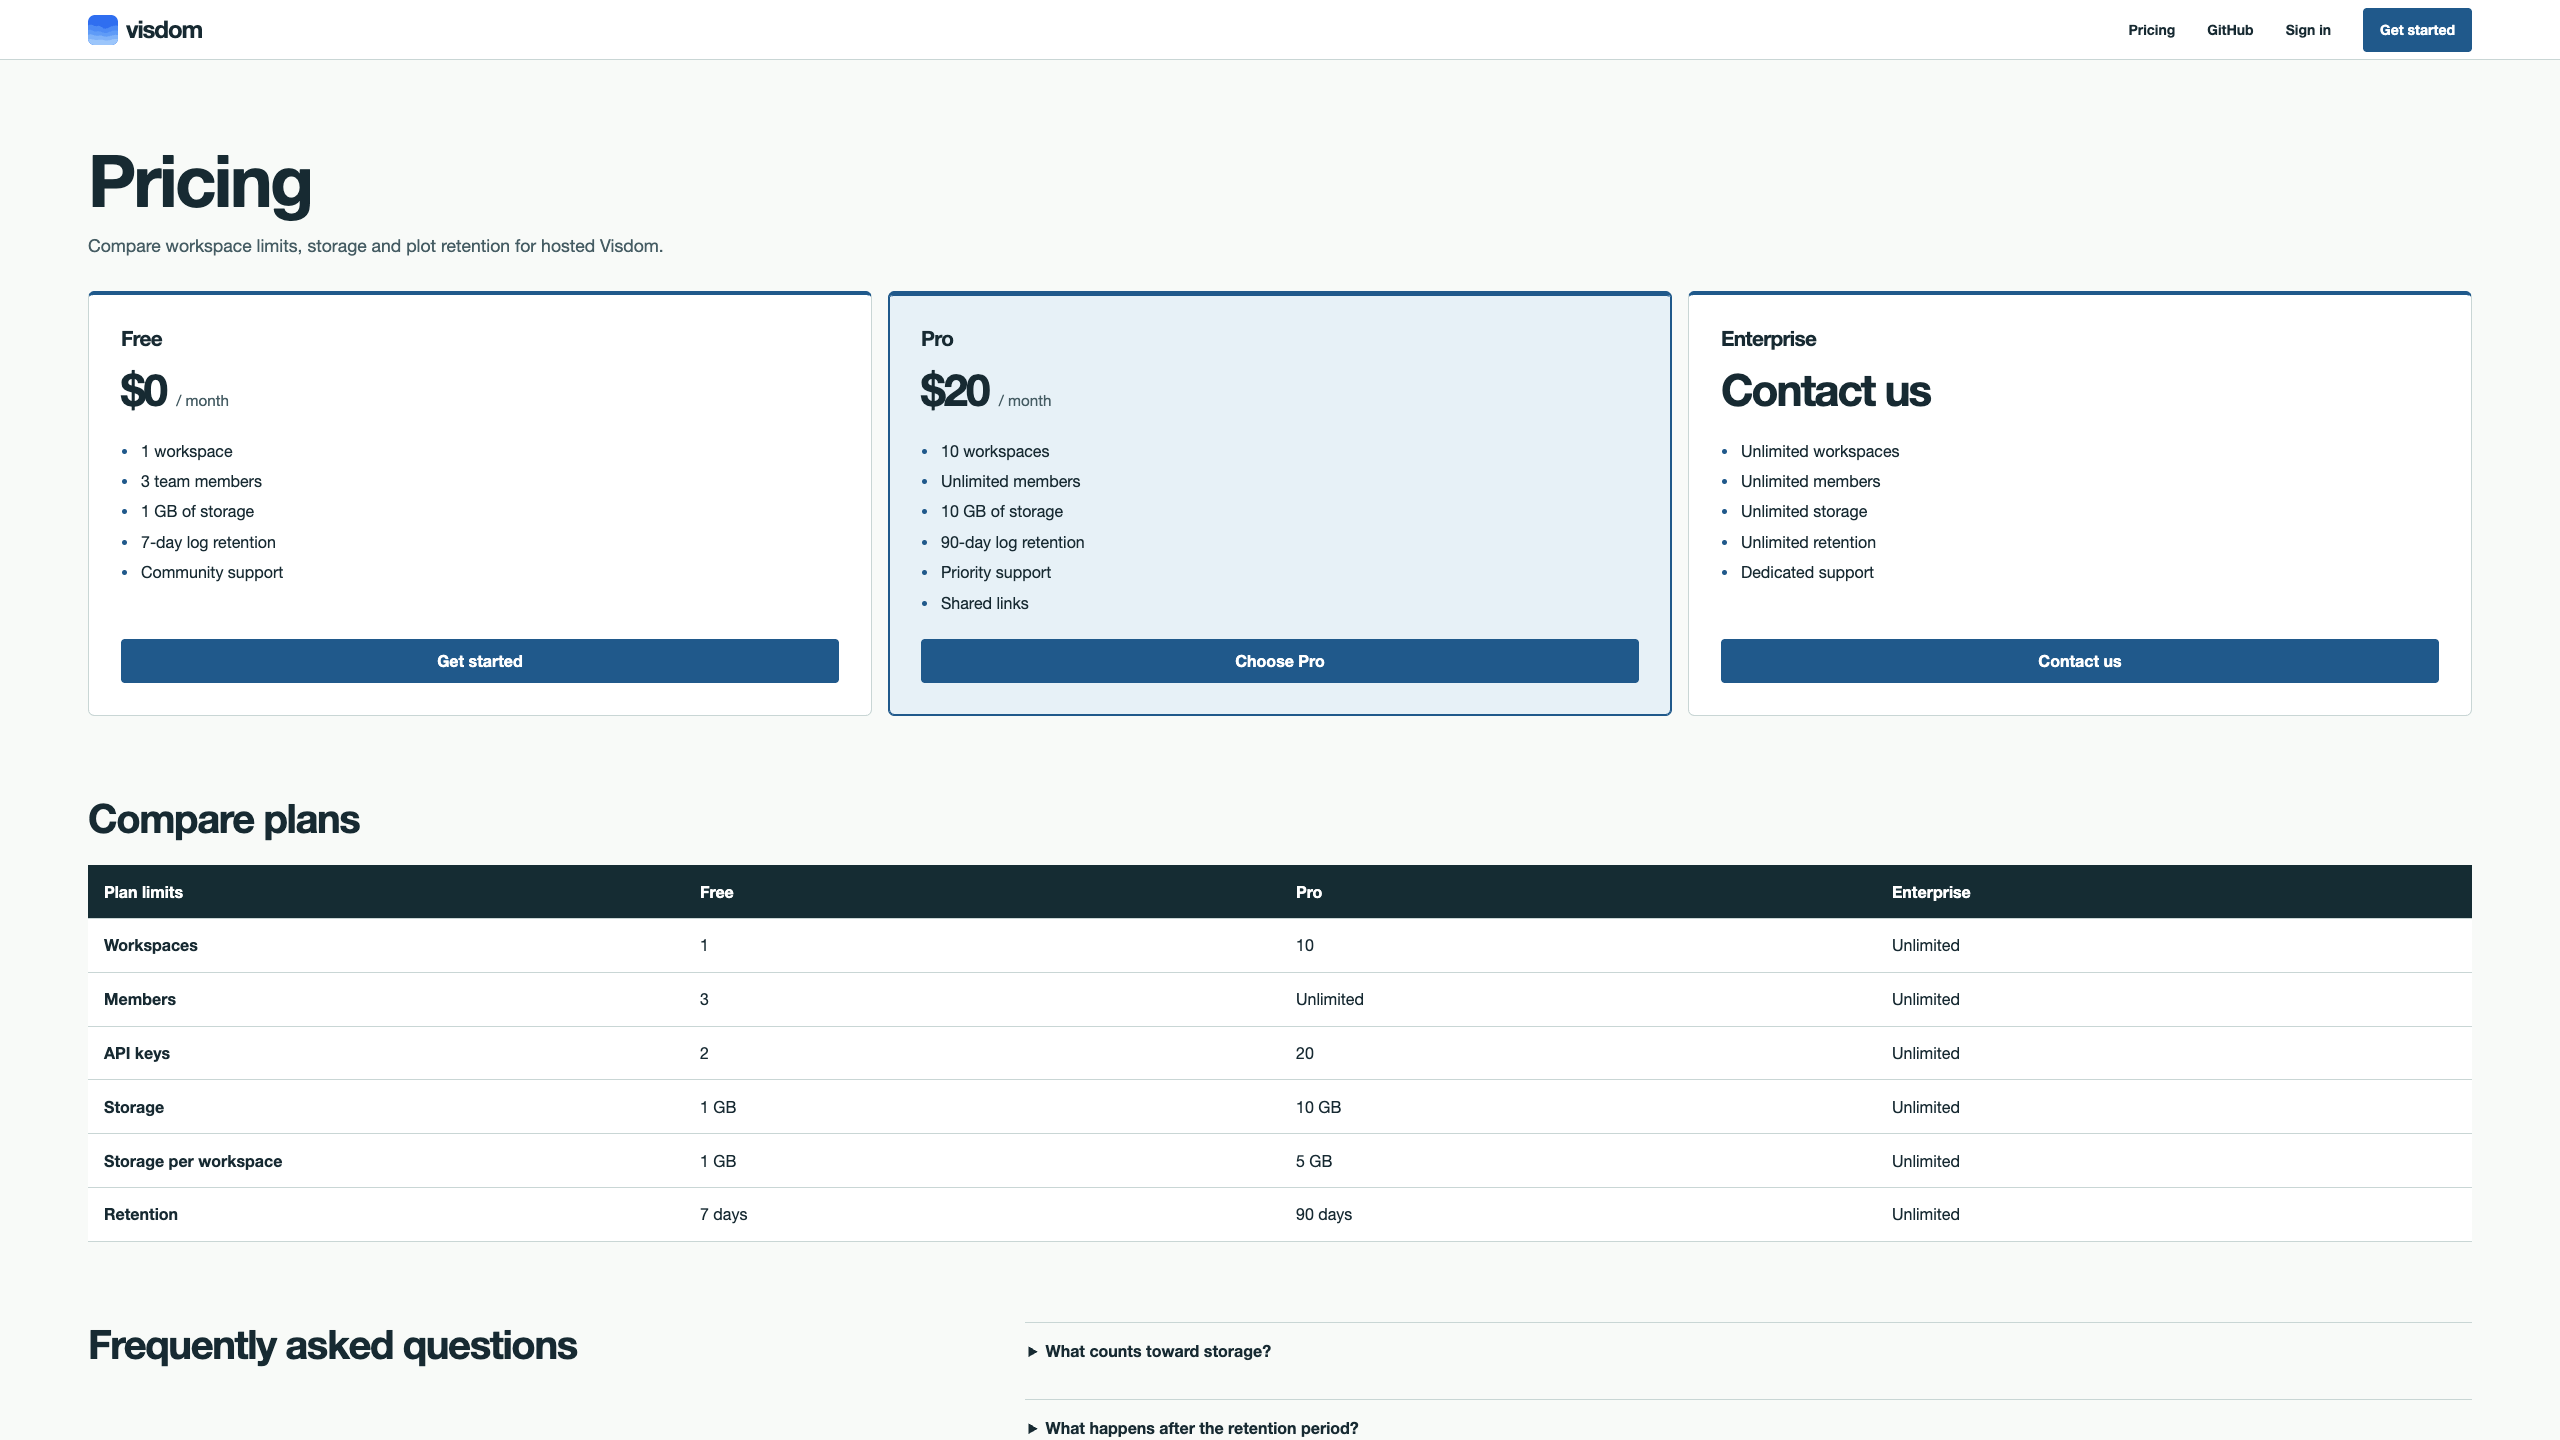 visdom
Pricing GitHub Sign in Get started
Pricing
Compare workspace limits, storage and plot retention for hosted Visdom.
Free
$0 / month
1 workspace
3 team members
1 GB of storage
7-day log retention
Community support
Get started
Pro
$20 / month
10 workspaces
Unlimited members
10 GB of storage
90-day log retention
Priority support
Shared links
Choose Pro
Enterprise
Contact us
Unlimited workspaces
Unlimited members
Unlimited storage
Unlimited retention
Dedicated support
Contact us
Compare plans
Plan limits Free Pro Enterprise
Workspaces 1 10 Unlimited
Members 3 Unlimited Unlimited
API keys 2 20 Unlimited
Storage 1 GB 10 GB Unlimited
Storage per workspace 1 GB 5 GB Unlimited
Retention 7 days 90 days Unlimited
Frequently asked questions
What counts toward storage?
What happens after the retention period?